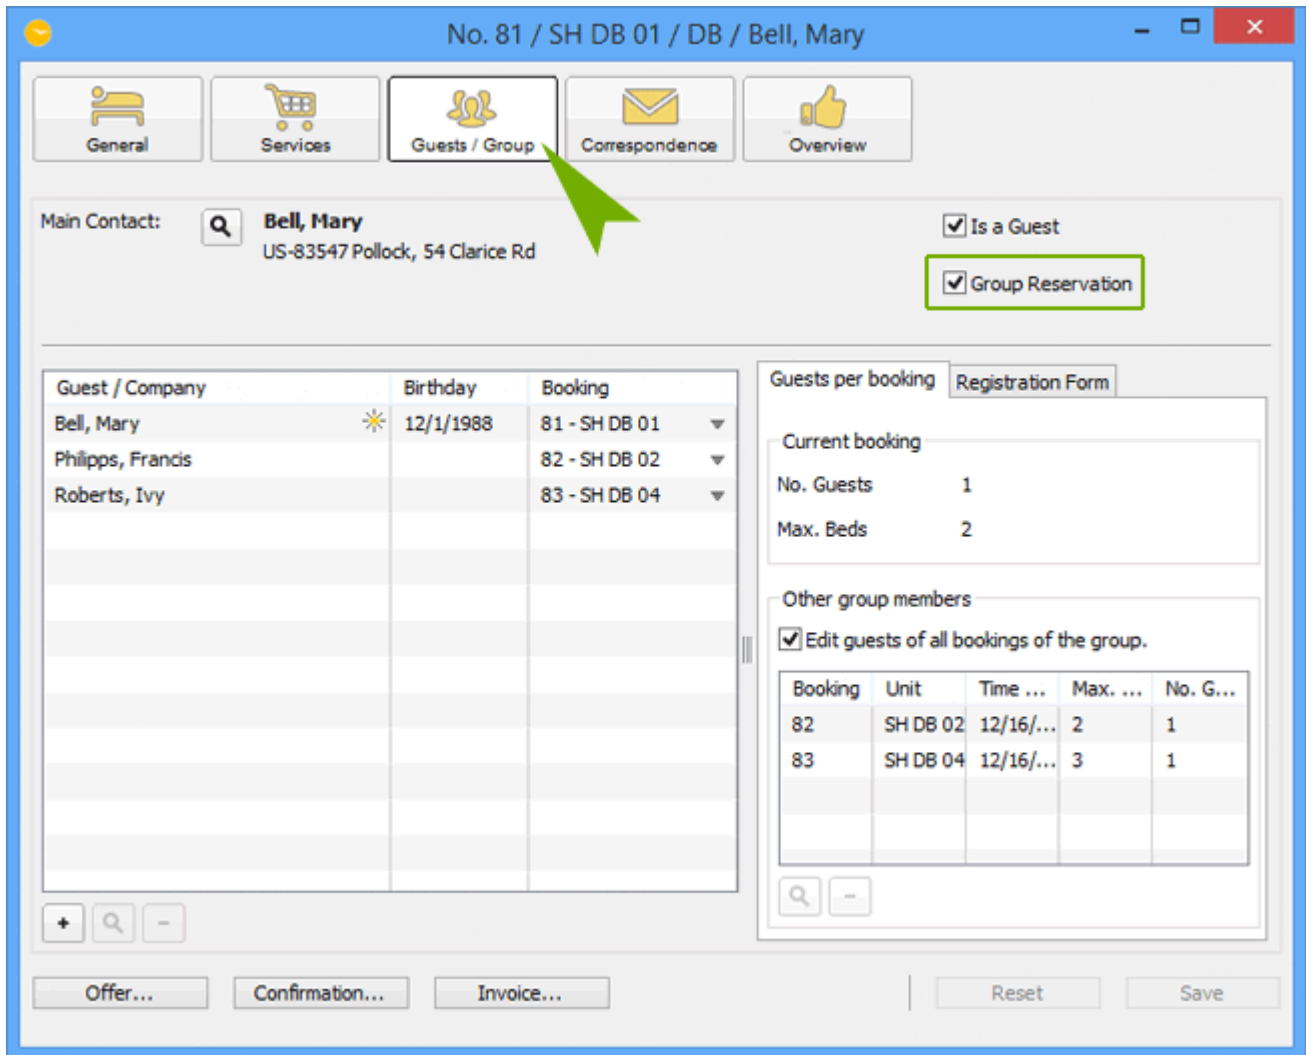 No. 81 / SH DB 01 / DB / Bell, Mary
General
Services
Guests / Group
Correspondence
Overview
Main Contact:
Bell, Mary
US-83547 Pollock, 54 Clarice Rd
Is a Guest
Group Reservation
Guest / Company Birthday Booking
Bell, Mary 12/1/1988 81 - SH DB 01
Philipps, Francis 82 - SH DB 02
Roberts, Ivy 83 - SH DB 04
+
-
Guests per booking Registration Form
Current booking
No. Guests 1
Max. Beds 2
Other group members
Edit guests of all bookings of the group.
Booking Unit Time ... Max. ... No. G...
82 SH DB 02 12/16/... 2 1
83 SH DB 04 12/16/... 3 1
-
Offer...
Confirmation...
Invoice...
Reset
Save